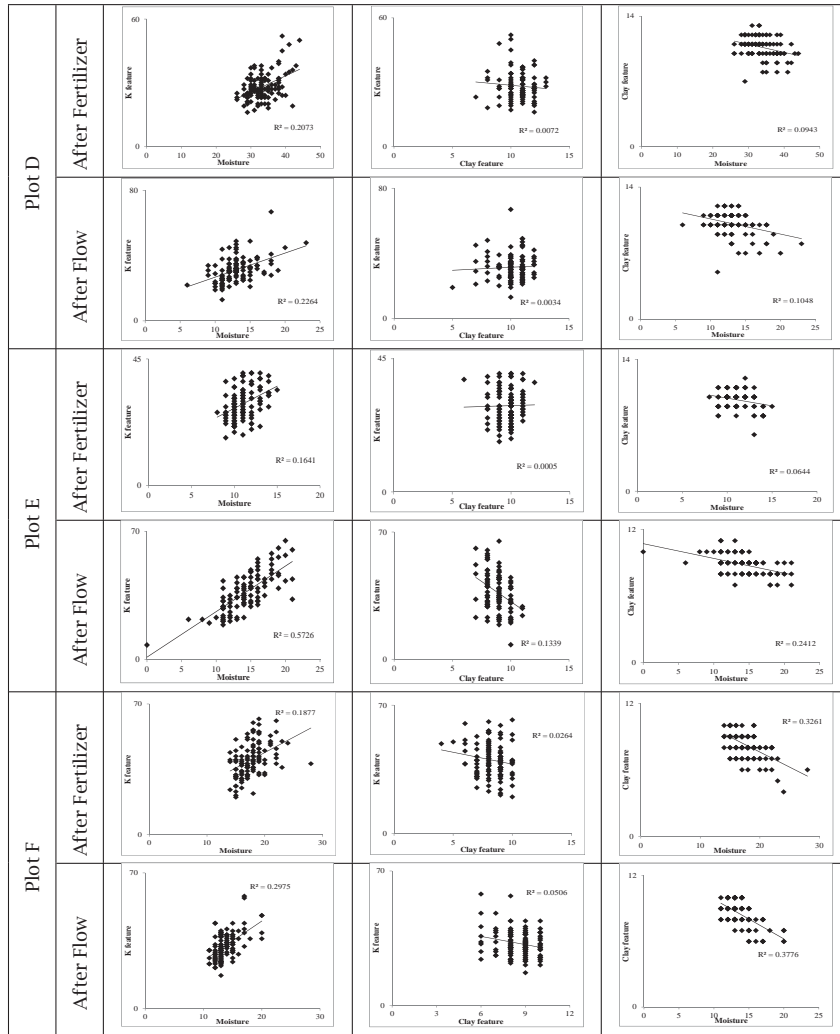 Plot D
After Fertilizer
60
0
K feature
0 10 20 30 40 50
Moisture
R² = 0.2073
60
0
K feature
0 5 10 15
Clay feature
R² = 0.0072
14
0
Clay feature
0 10 20 30 40 50
Moisture
R² = 0.0943
After Flow
80
0
K feature
0 5 10 15 20 25
Moisture
R² = 0.2264
80
0
K feature
0 5 10 15
Clay feature
R² = 0.0034
14
0
Clay feature
0 5 10 15 20 25
Moisture
R² = 0.1048
Plot E
After Fertilizer
45
0
K feature
0 5 10 15 20
Moisture
R² = 0.1641
45
0
K feature
0 5 10 15
Clay feature
R² = 0.0005
14
0
Clay feature
0 5 10 15 20
Moisture
R² = 0.0644
After Flow
70
0
K feature
0 5 10 15 20 25
Moisture
R² = 0.5726
70
0
K feature
0 5 10 15
Clay feature
R² = 0.1339
12
0
Clay feature
0 5 10 15 20 25
Moisture
R² = 0.2412
Plot F
After Fertilizer
70
0
K feature
0 10 20 30
Moisture
R² = 0.1877
70
0
K feature
0 5 10 15
Clay feature
R² = 0.0264
12
0
Clay feature
0 10 20 30
Moisture
R² = 0.3261
After Flow
70
0
K feature
0 10 20 30
Moisture
R² = 0.2975
70
0
K feature
0 3 6 9 12
Clay feature
R² = 0.0506
12
0
Clay feature
0 5 10 15 20 25
Moisture
R² = 0.3776